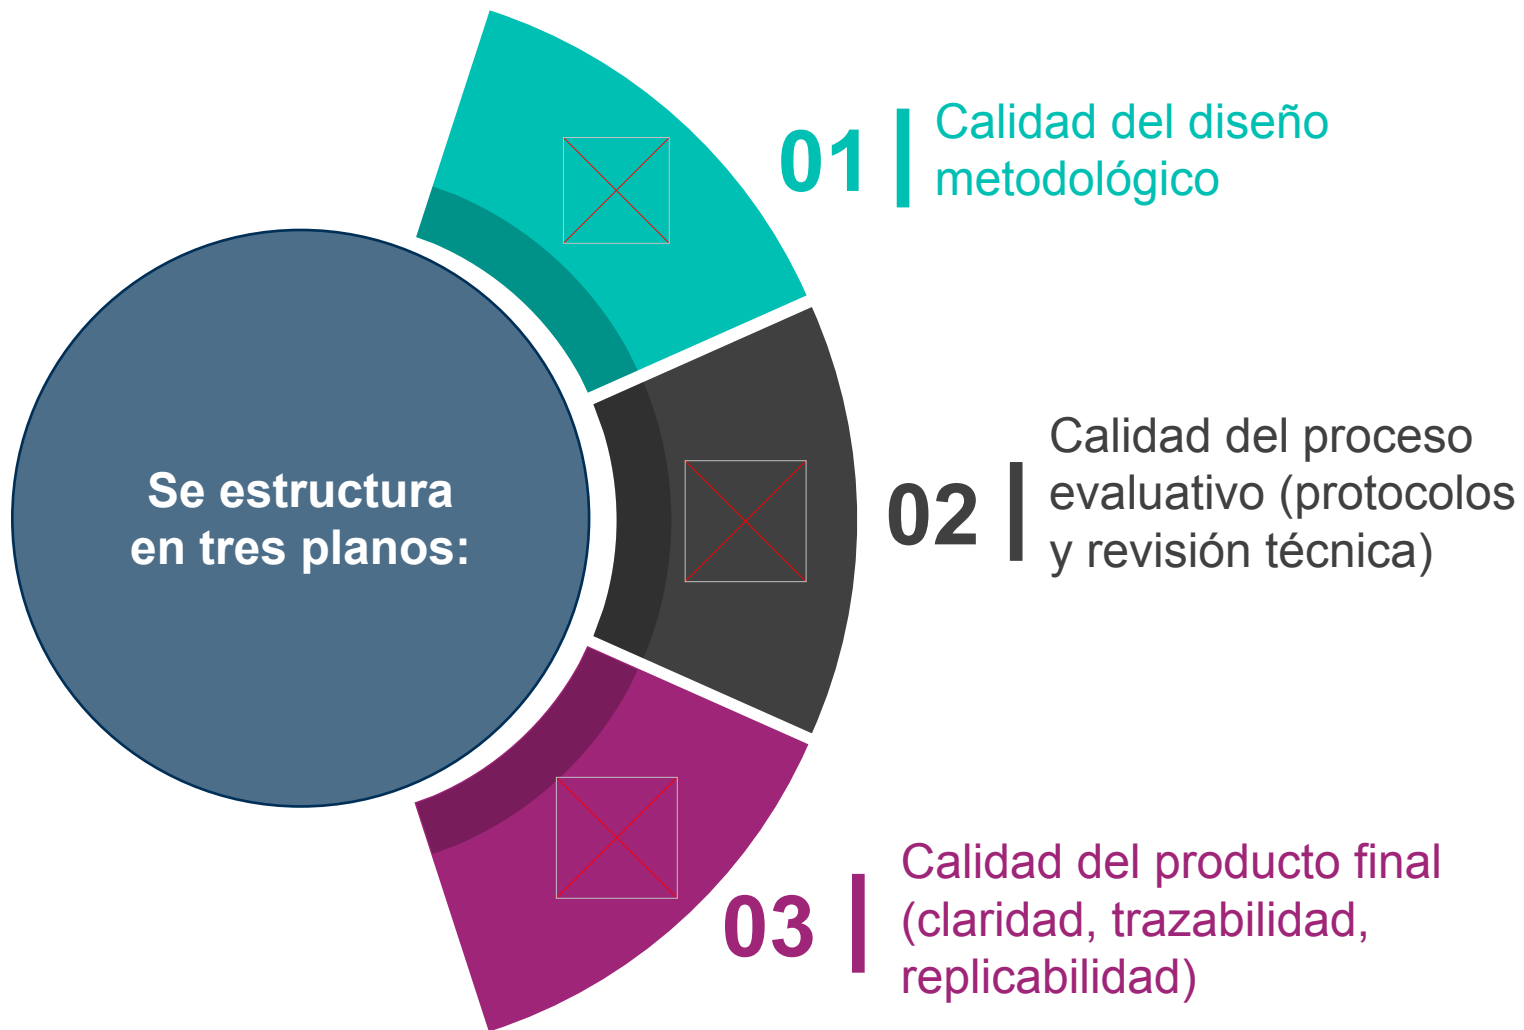 Se estructura
en tres planos:
01
Calidad del diseño
metodológico
02
Calidad del proceso
evaluativo (protocolos
y revisión técnica)
03
Calidad del producto final
(claridad, trazabilidad,
replicabilidad)